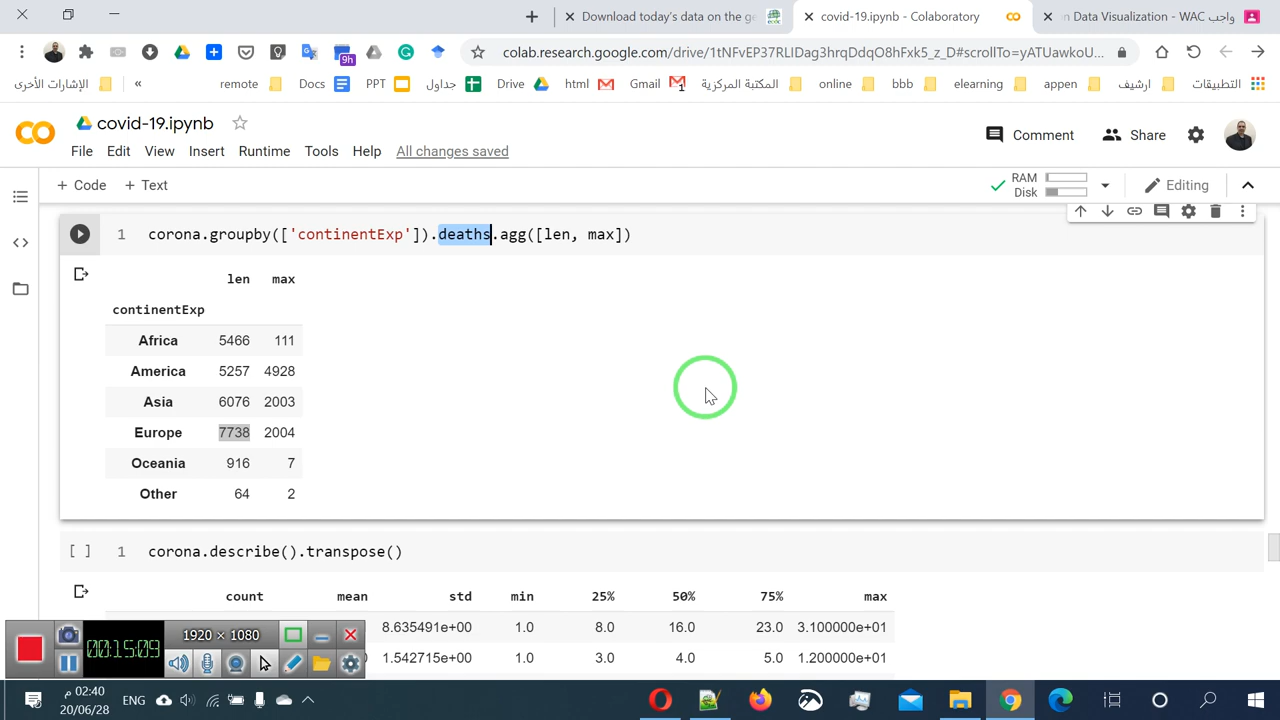 Download today's data on the ge
covid-19.ipynb - Colaboratory
in Data Visualization - WAC واجب
9h
colab.research.google.com/drive/1tNFvEP37RLIDag3hrqDdqO8hFxk5_z_D#scrollTo=yATUawkoU...
الإشارات الأخرى
«
remote
Docs
PPT
جداول
Drive
html
Gmail
المكتبة المركزية
online
bbb
elearning
appen
ارشيف
التطبيقات
covid-19.ipynb
Comment
Share
File Edit View Insert Runtime Tools Help All changes saved
+ Code + Text
RAM
Disk
Editing
1 corona.groupby(['continentExp']).deaths.agg([len, max])
len max
continentExp
Africa 5466 111
America 5257 4928
Asia 6076 2003
Europe 7738 2004
Oceania 916 7
Other 64 2
[ ] 1 corona.describe().transpose()
count mean std min 25% 50% 75% max
8.635491e+00 1.0 8.0 16.0 23.0 3.100000e+01
1.542715e+00 1.0 3.0 4.0 5.0 1.200000e+01
00:15:09
1920 × 1080
02:40 م
20/06/28
ENG